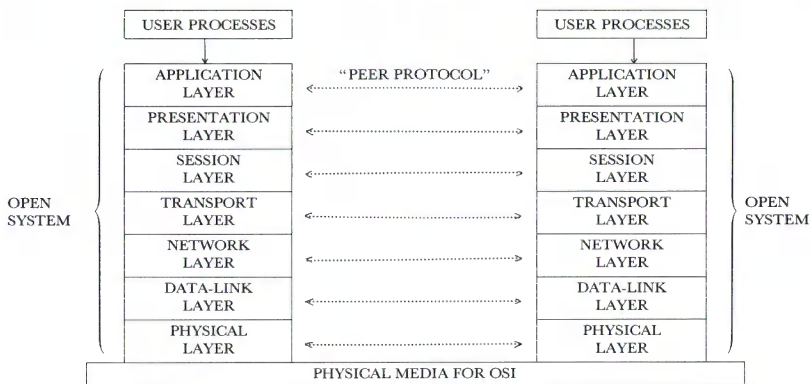 USER PROCESSES
USER PROCESSES
APPLICATION
LAYER
"PEER PROTOCOL"
APPLICATION
LAYER
PRESENTATION
LAYER
PRESENTATION
LAYER
SESSION
LAYER
SESSION
LAYER
OPEN
SYSTEM
TRANSPORT
LAYER
TRANSPORT
LAYER
OPEN
SYSTEM
NETWORK
LAYER
NETWORK
LAYER
DATA-LINK
LAYER
DATA-LINK
LAYER
PHYSICAL
LAYER
PHYSICAL
LAYER
PHYSICAL MEDIA FOR OSI